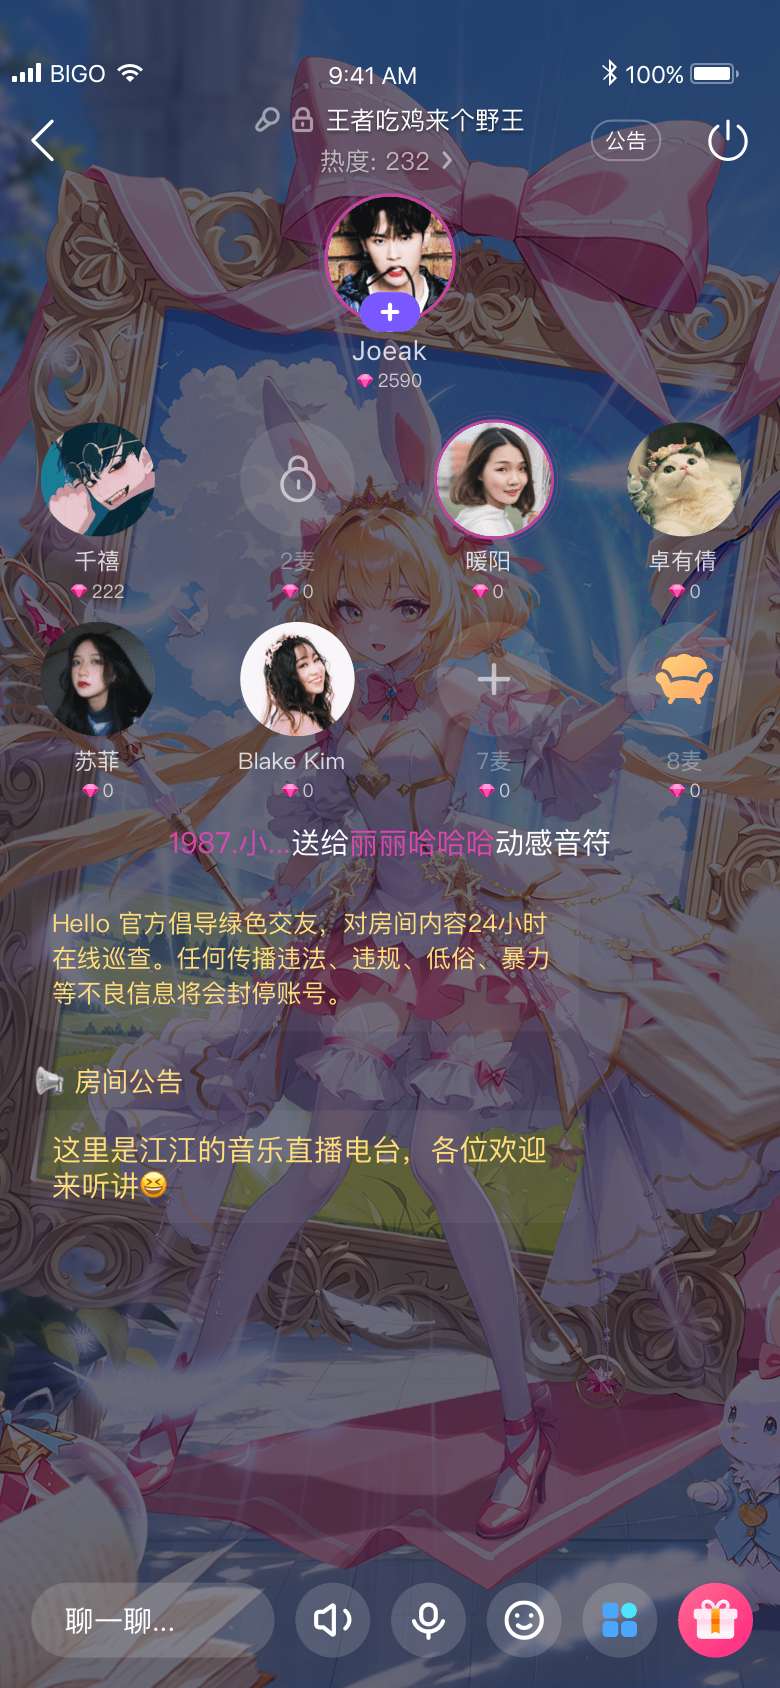 BIGO 9:41 AM 100%
王者吃鸡来个野王
热度: 232
公告
Joeak
2590
千禧 2麦 暖阳 卓有倩
222 0 0 0
苏菲 Blake Kim 7麦 8麦
0 0 0 0
1987.小...送给丽丽哈哈哈动感音符
Hello 官方倡导绿色交友，对房间内容24小时
在线巡查。任何传播违法、违规、低俗、暴力
等不良信息将会封停账号。
房间公告
这里是江江的音乐直播电台，各位欢迎
来听讲😆
聊一聊...